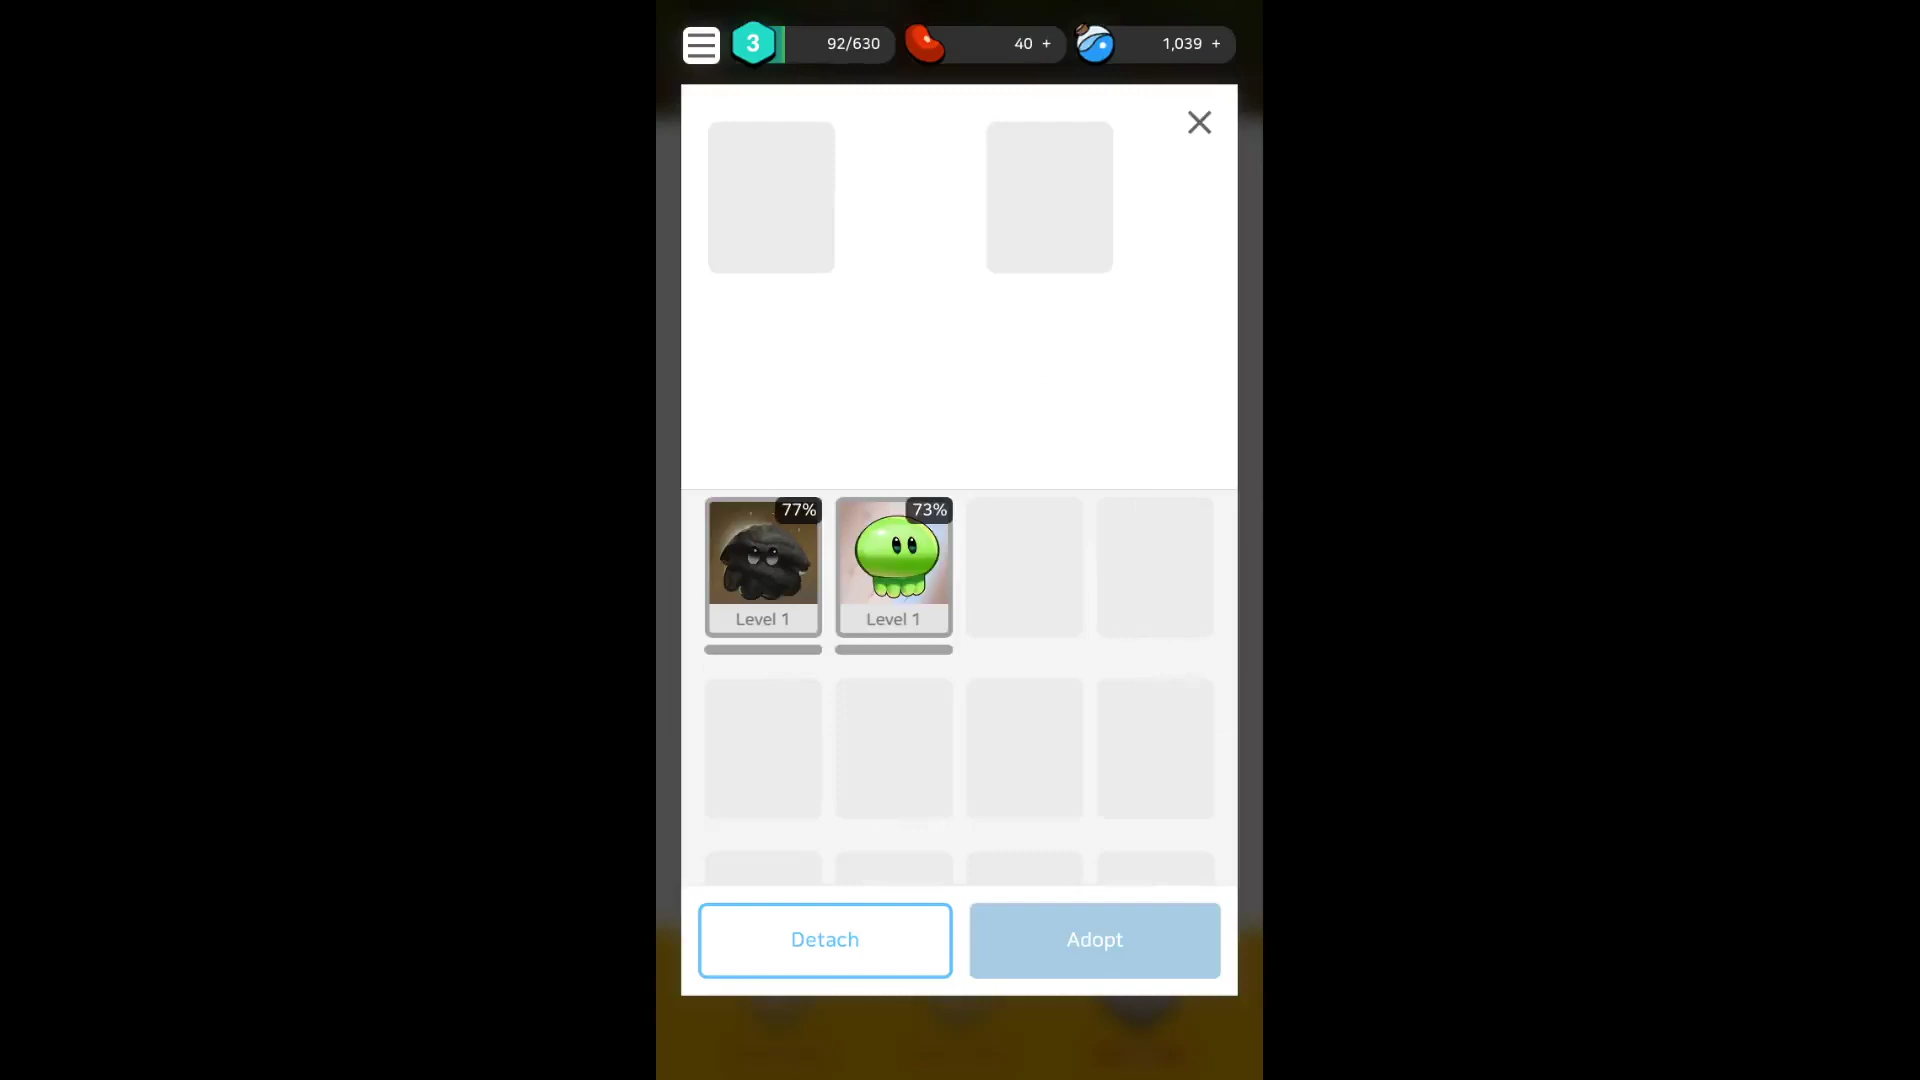 3 92/630 40 + 1,039 +
77% 73%
Level 1 Level 1
Detach Adopt